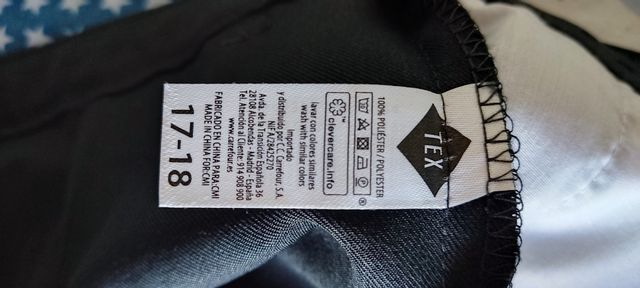 TEX
100% POLIÉSTER / POLYESTER
clevercare.info
lavar con colores similares
wash with similar colors
Importado
y distribuido por C.C. Carrefour, S.A.
NIF A28425270
Avda. de la Transición Española 36
28108 Alcobendas - Madrid - España
Tel. Atención al Cliente: 914 908 900
www.carrefour.es
FABRICADO EN CHINA PARA:CMI
MADE IN CHINA FOR:CMI
17-18